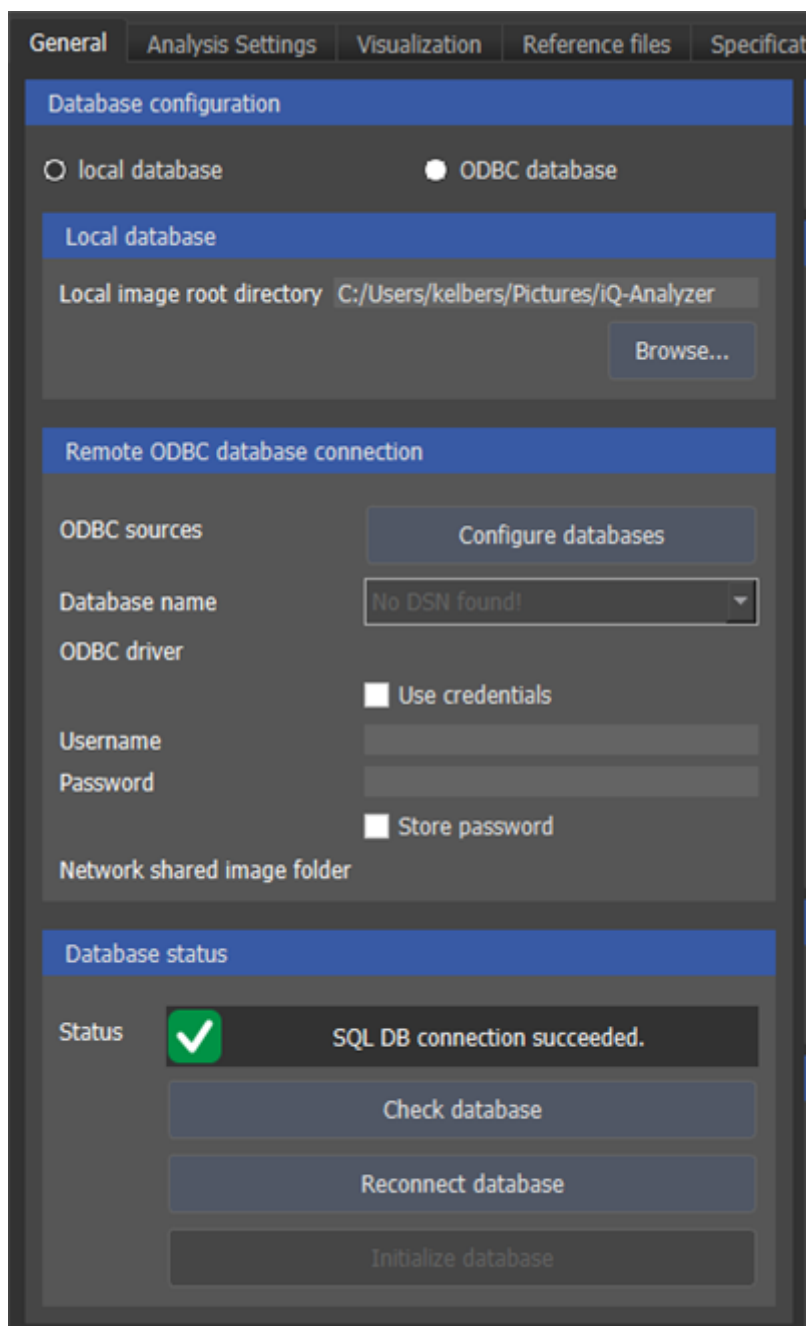 General Analysis Settings Visualization Reference files Specificat
Database configuration
local database ODBC database
Local database
Local image root directory C:/Users/kelbers/Pictures/iQ-Analyzer
Browse...
Remote ODBC database connection
ODBC sources Configure databases
Database name No DSN found!
ODBC driver
Use credentials
Username
Password
Store password
Network shared image folder
Database status
Status SQL DB connection succeeded.
Check database
Reconnect database
Initialize database